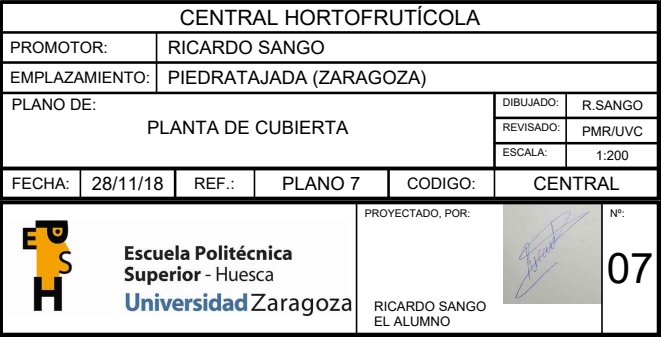 CENTRAL HORTOFRUTÍCOLA
PROMOTOR: RICARDO SANGO
EMPLAZAMIENTO: PIEDRATAJADA (ZARAGOZA)
PLANO DE:
PLANTA DE CUBIERTA
DIBUJADO: R.SANGO
REVISADO: PMR/UVC
ESCALA: 1:200
FECHA: 28/11/18 REF.: PLANO 7 CODIGO: CENTRAL
EPSH
Escuela Politécnica
Superior - Huesca
Universidad Zaragoza
PROYECTADO, POR:
RICARDO SANGO
EL ALUMNO
Nº:
07